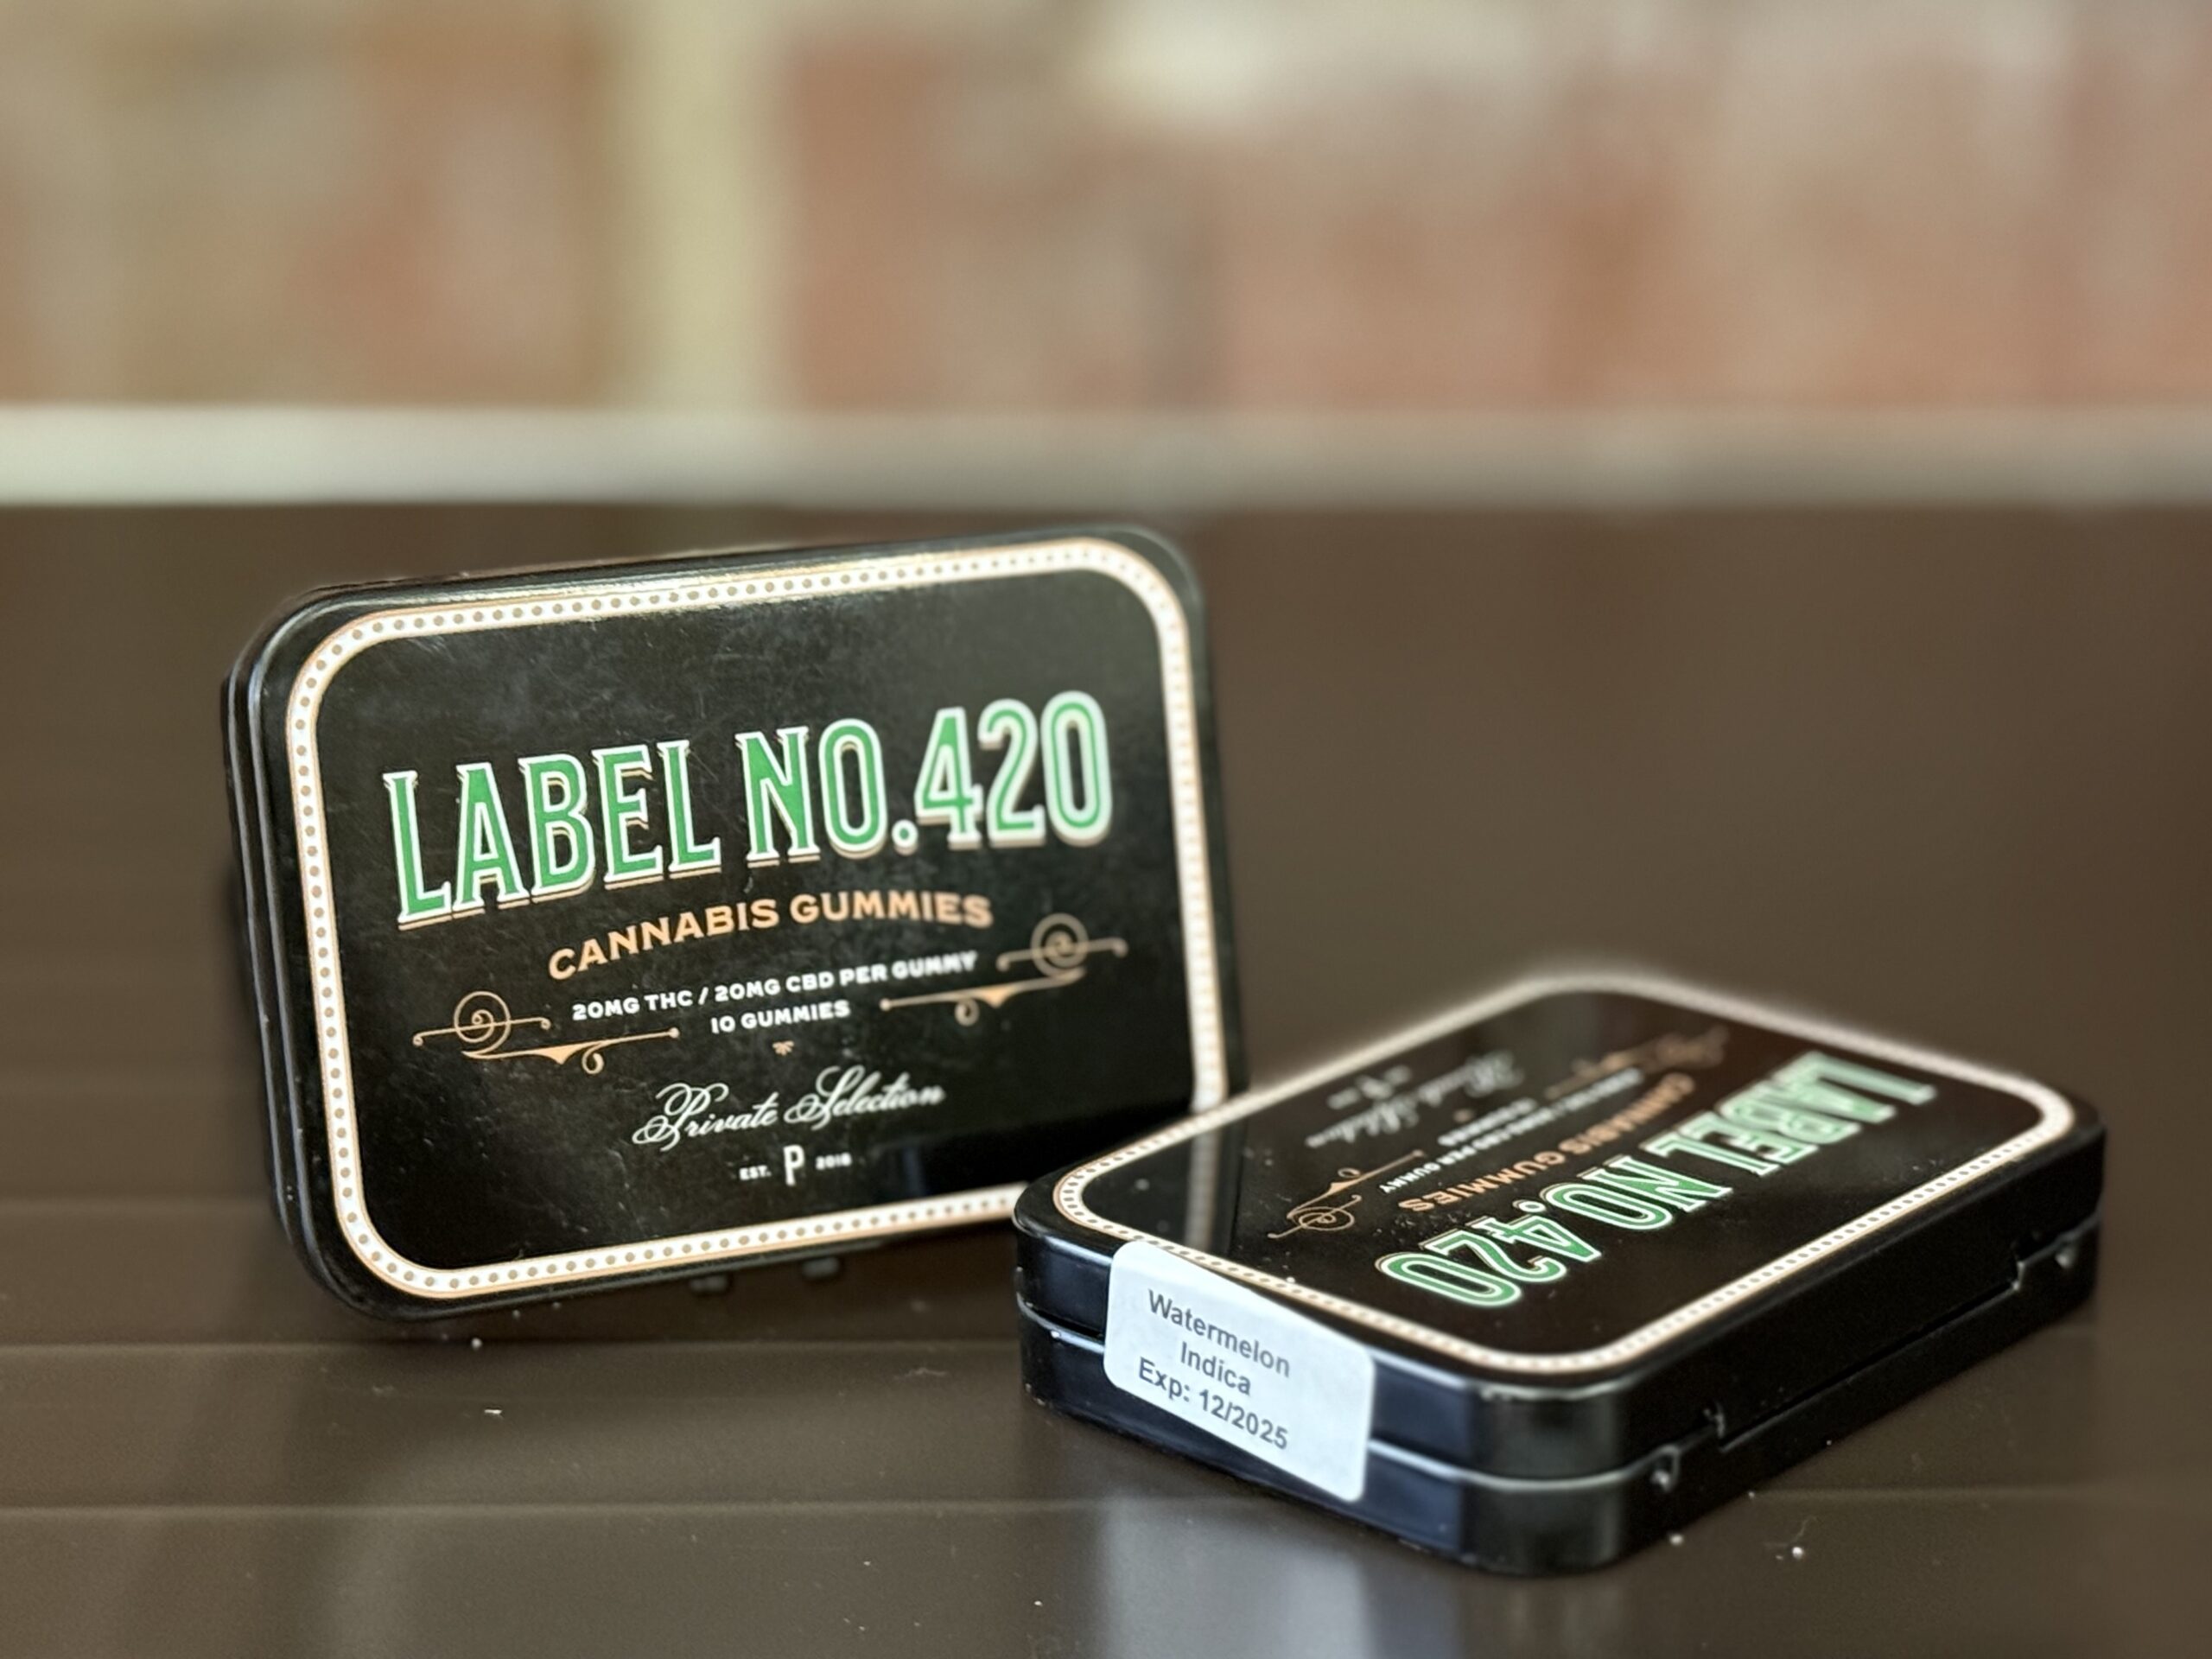 LABEL NO.420
CANNABIS GUMMIES
20MG THC / 20MG CBD PER GUMMY
10 GUMMIES
Private Selection
EST. P 2018
LABEL NO.420
CANNABIS GUMMIES
Watermelon
Indica
Exp: 12/2025